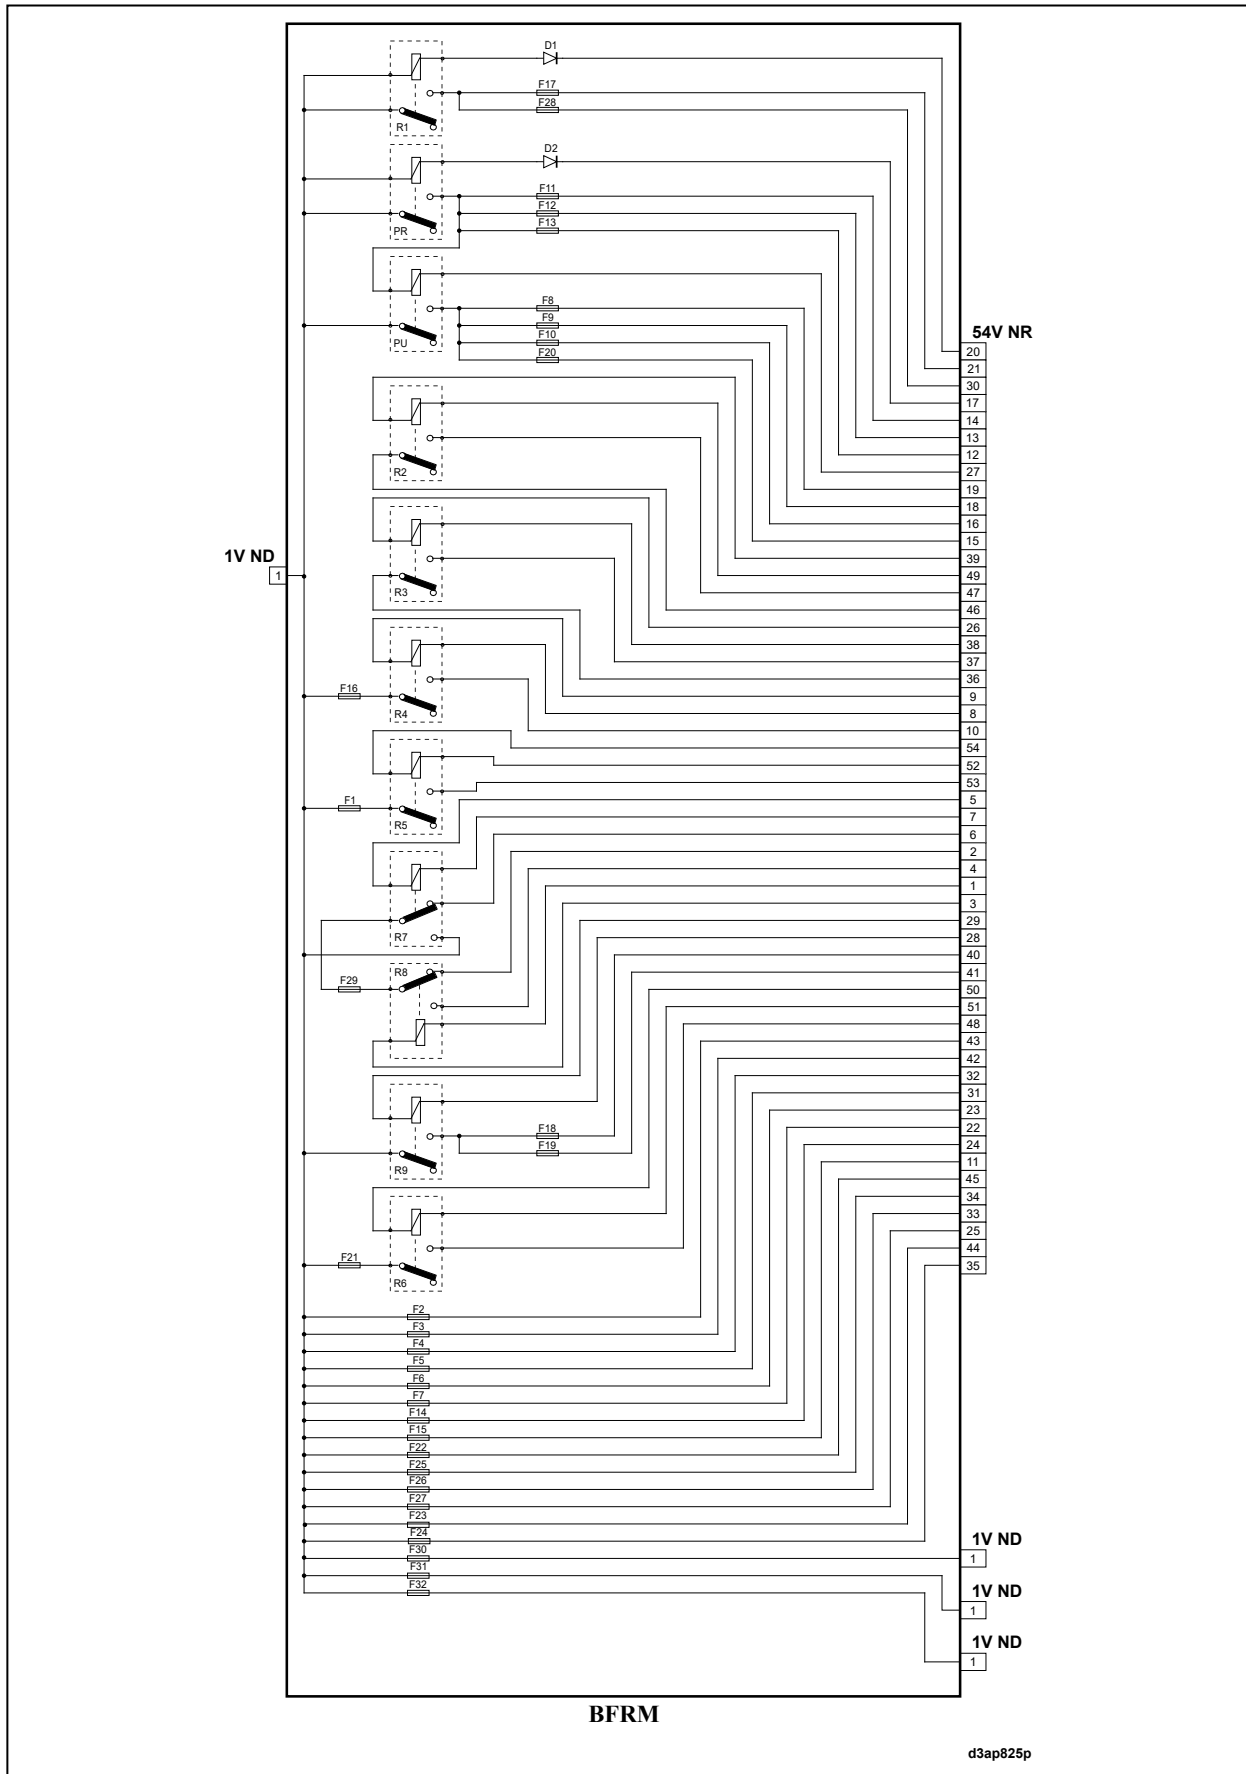 D1
F17
F28
R1
D2
F11
F12
F13
PR
F8
F9
F10
F20
PU
54V NR
20
21
30
17
14
13
12
27
19
18
16
15
39
49
47
46
26
38
37
36
9
8
10
54
52
53
5
7
6
2
4
1
3
29
28
40
41
50
51
48
43
42
32
31
23
22
24
11
45
34
33
25
44
35
R2
1V ND
1
R3
F16
R4
F1
R5
R7
R8
F29
F18
F19
R9
F21
R6
F2
F3
F4
F5
F6
F7
F14
F15
F22
F25
F26
F27
F23
F24
F30
F31
F32
1V ND
1
1V ND
1
1V ND
1
BFRM
d3ap825p